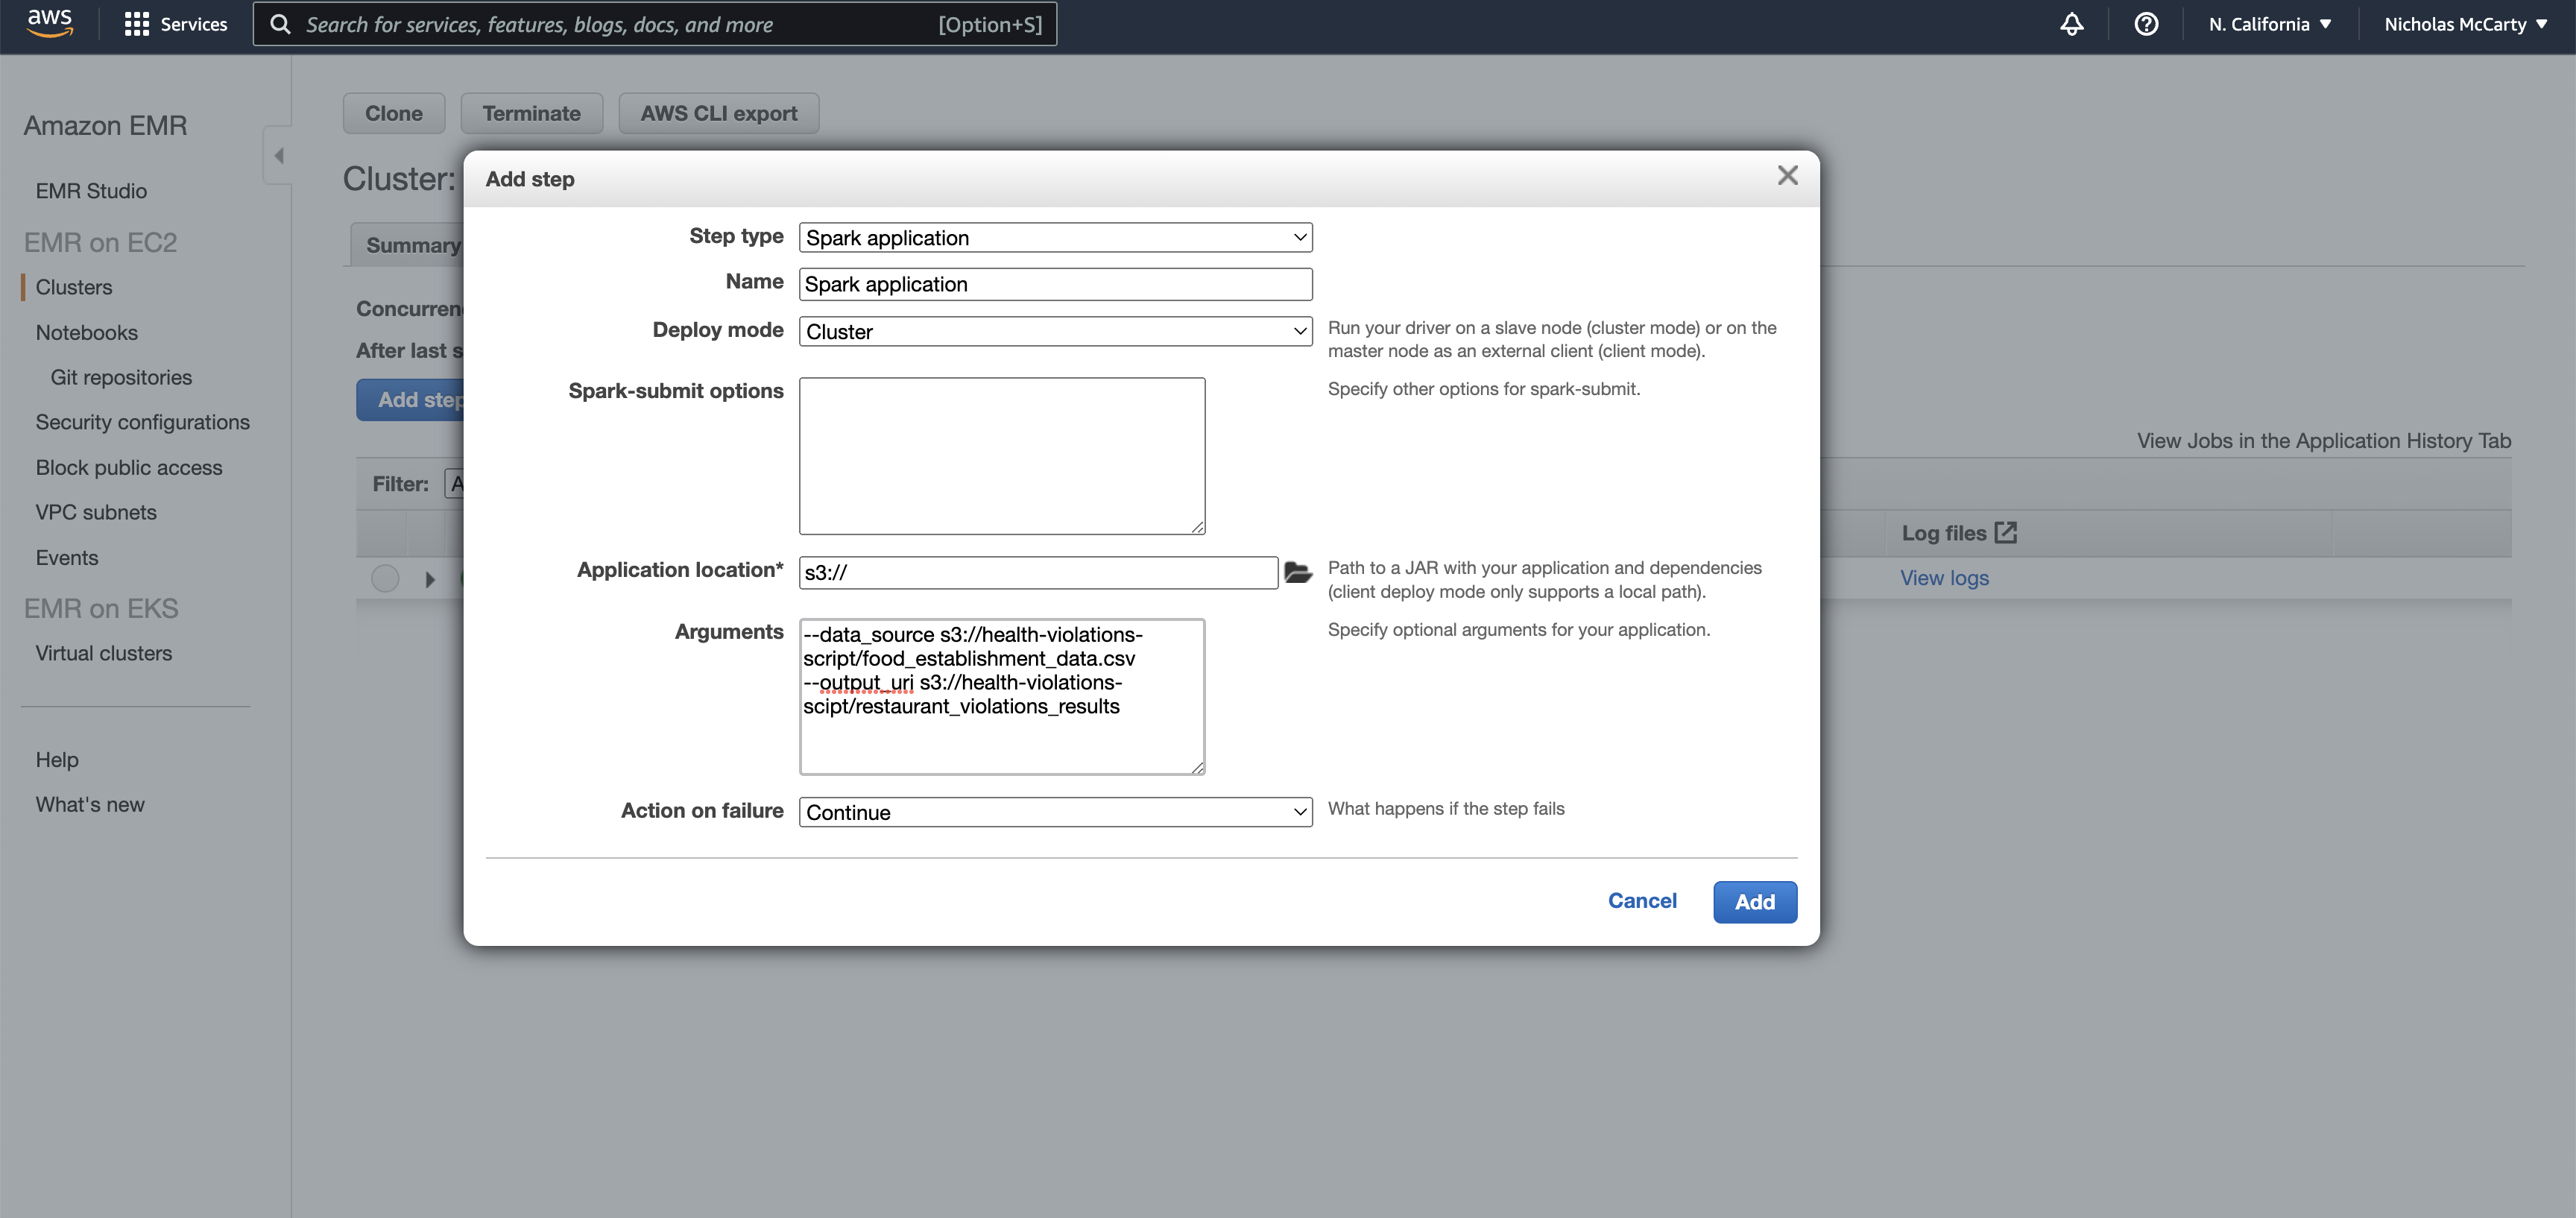 aws
Services
Search for services, features, blogs, docs, and more [Option+S]
N. California
Nicholas McCarty
Amazon EMR
EMR Studio
EMR on EC2
Clusters
Notebooks
Git repositories
Security configurations
Block public access
VPC subnets
Events
EMR on EKS
Virtual clusters
Help
What's new
Clone
Terminate
AWS CLI export
Cluster:
Summary
Concurren
After last s
Add step
Filter: A
View Jobs in the Application History Tab
Log files
View logs
Add step
Step type Spark application
Name Spark application
Deploy mode Cluster
Run your driver on a slave node (cluster mode) or on the
master node as an external client (client mode).
Spark-submit options
Specify other options for spark-submit.
Application location* s3://
Path to a JAR with your application and dependencies
(client deploy mode only supports a local path).
Arguments
--data_source s3://health-violations-
script/food_establishment_data.csv
--output_uri s3://health-violations-
scipt/restaurant_violations_results
Specify optional arguments for your application.
Action on failure Continue
What happens if the step fails
Cancel
Add